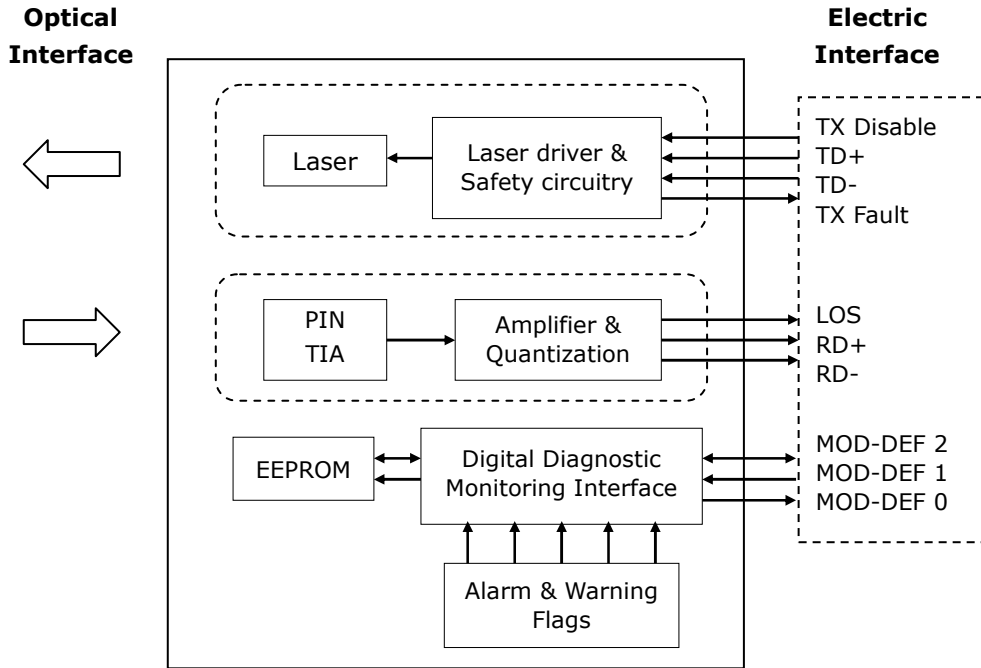 Optical
Interface
Electric
Interface
Laser
Laser driver &
Safety circuitry
TX Disable
TD+
TD-
TX Fault
PIN
TIA
Amplifier &
Quantization
LOS
RD+
RD-
EEPROM
Digital Diagnostic
Monitoring Interface
MOD-DEF 2
MOD-DEF 1
MOD-DEF 0
Alarm & Warning
Flags